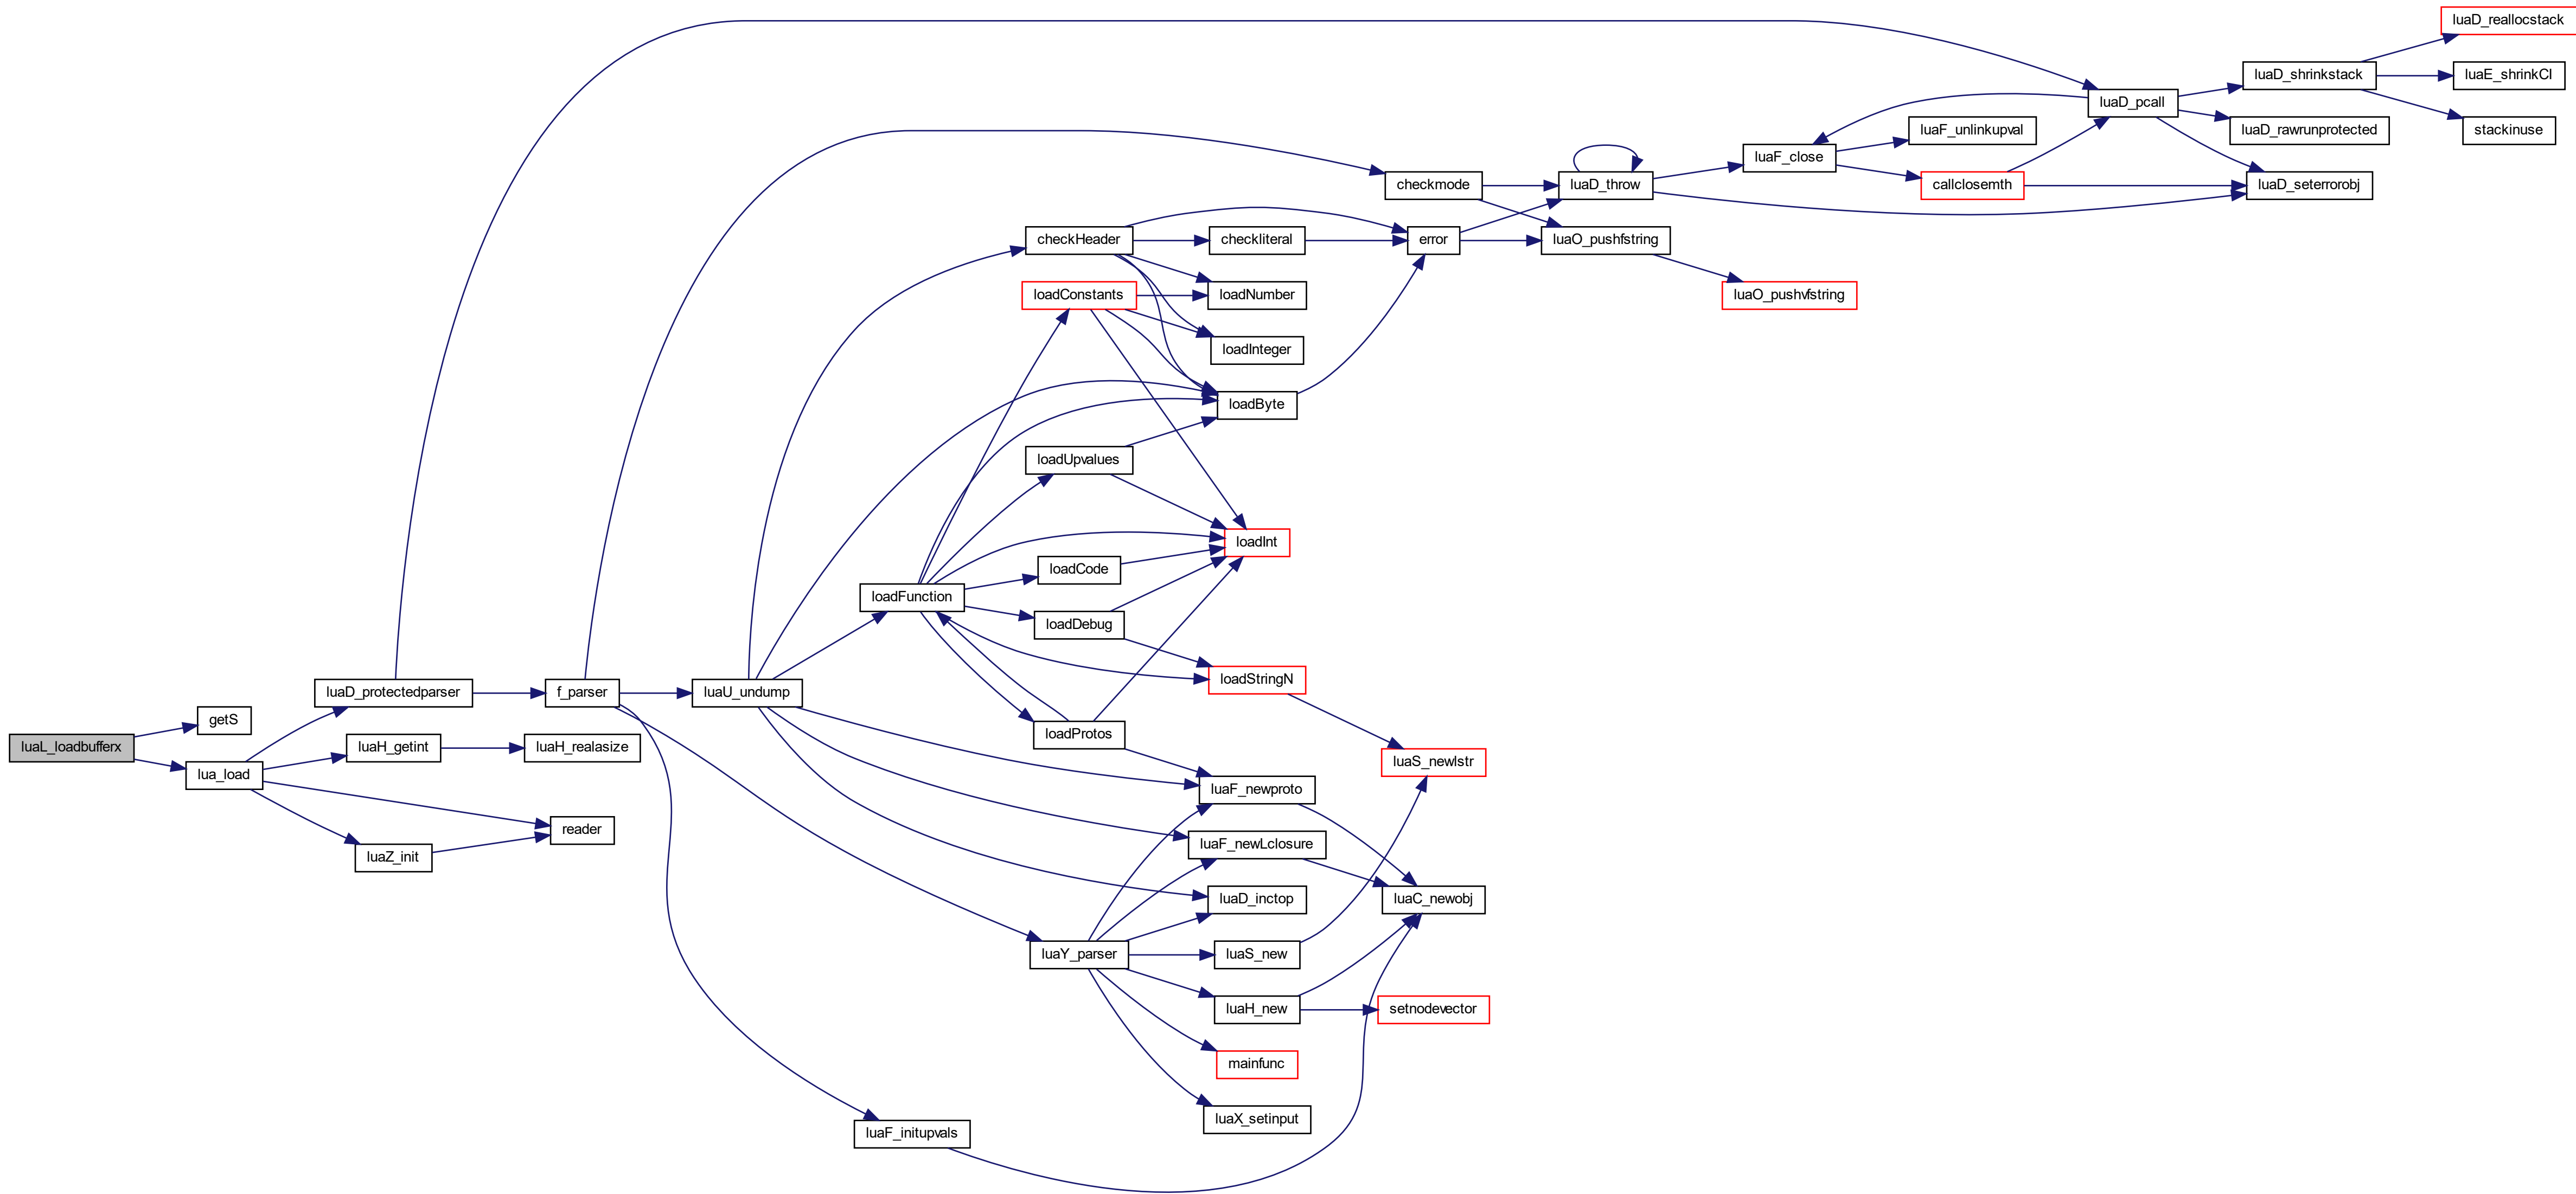 luaD_reallocstack
luaD_shrinkstack
luaE_shrinkCI
luaD_pcall
luaF_unlinkupval
luaD_rawrunprotected
stackinuse
luaF_close
checkmode
luaD_throw
callclosemth
luaD_seterrorobj
checkHeader
checkliteral
error
luaO_pushfstring
loadConstants
loadNumber
luaO_pushvfstring
loadInteger
loadByte
loadUpvalues
loadInt
loadCode
loadFunction
loadDebug
loadStringN
luaD_protectedparser
f_parser
luaU_undump
getS
loadProtos
luaL_loadbufferx
luaH_getint
luaH_realasize
luaS_newlstr
lua_load
luaF_newproto
reader
luaF_newLclosure
luaZ_init
luaD_inctop
luaC_newobj
luaY_parser
luaS_new
luaH_new
setnodevector
mainfunc
luaX_setinput
luaF_initupvals